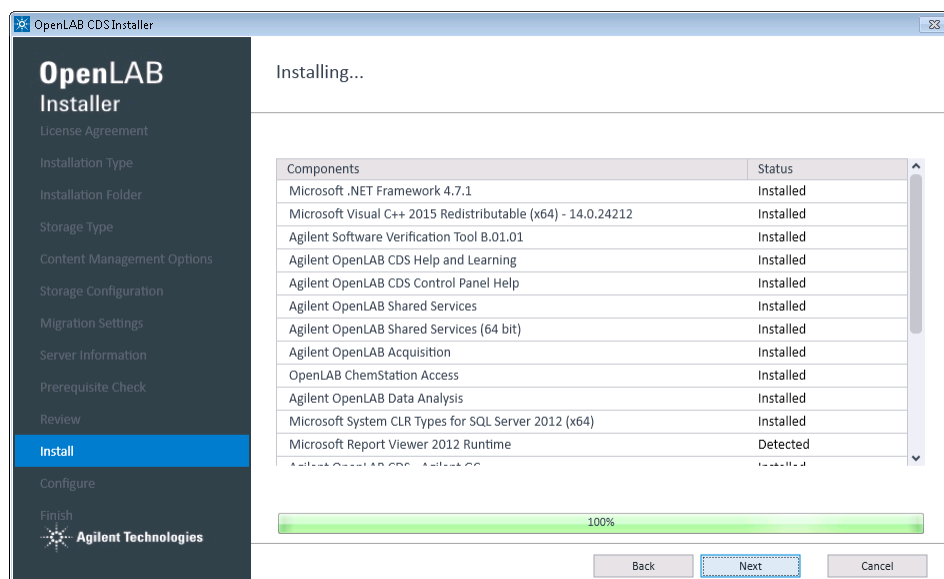 OpenLAB CDS Installer
OpenLAB
Installer
License Agreement
Installation Type
Installation Folder
Storage Type
Content Management Options
Storage Configuration
Migration Settings
Server Information
Prerequisite Check
Review
Install
Configure
Finish
Agilent Technologies
Installing...
Components Status
Microsoft .NET Framework 4.7.1 Installed
Microsoft Visual C++ 2015 Redistributable (x64) - 14.0.24212 Installed
Agilent Software Verification Tool B.01.01 Installed
Agilent OpenLAB CDS Help and Learning Installed
Agilent OpenLAB CDS Control Panel Help Installed
Agilent OpenLAB Shared Services Installed
Agilent OpenLAB Shared Services (64 bit) Installed
Agilent OpenLAB Acquisition Installed
OpenLAB ChemStation Access Installed
Agilent OpenLAB Data Analysis Installed
Microsoft System CLR Types for SQL Server 2012 (x64) Installed
Microsoft Report Viewer 2012 Runtime Detected
Agilent OpenLAB CDS - Agilent GC Installed
100%
Back Next Cancel